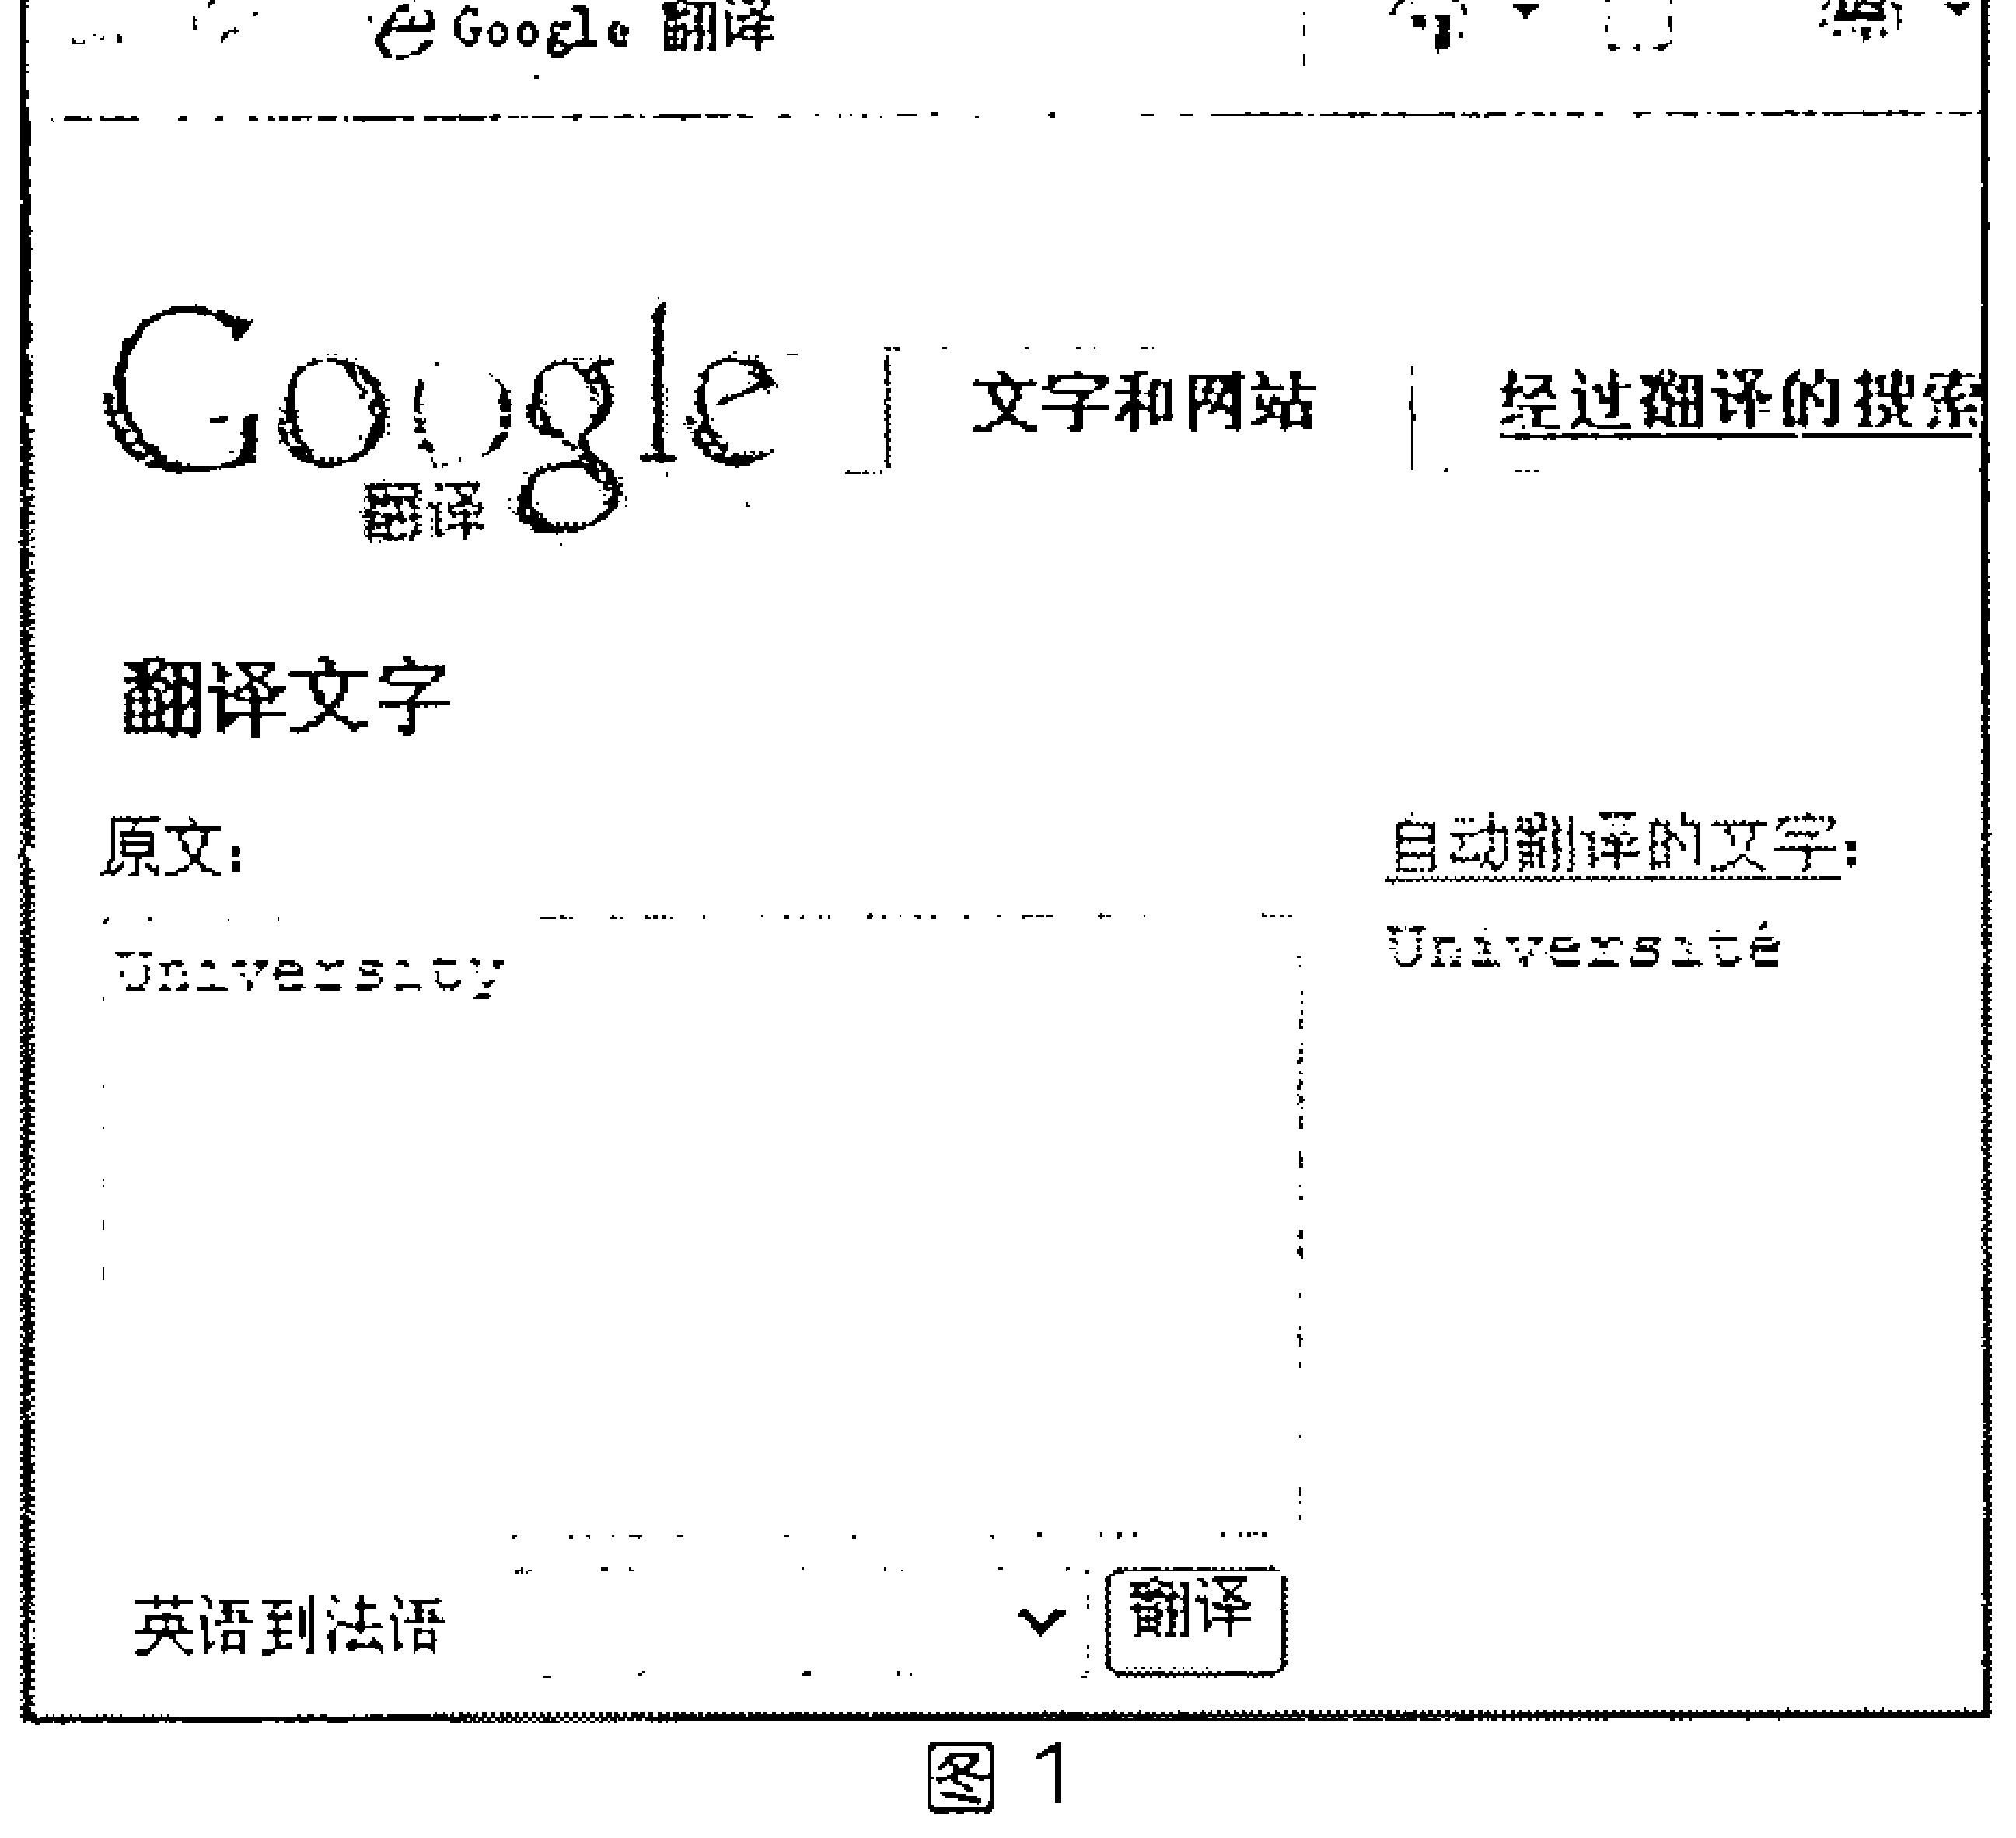 Google 翻译
Google 文字和网站 经过翻译的搜索
翻译
翻译文字
原文: 自动翻译的文字:
University Université
英语到法语 翻译
图 1